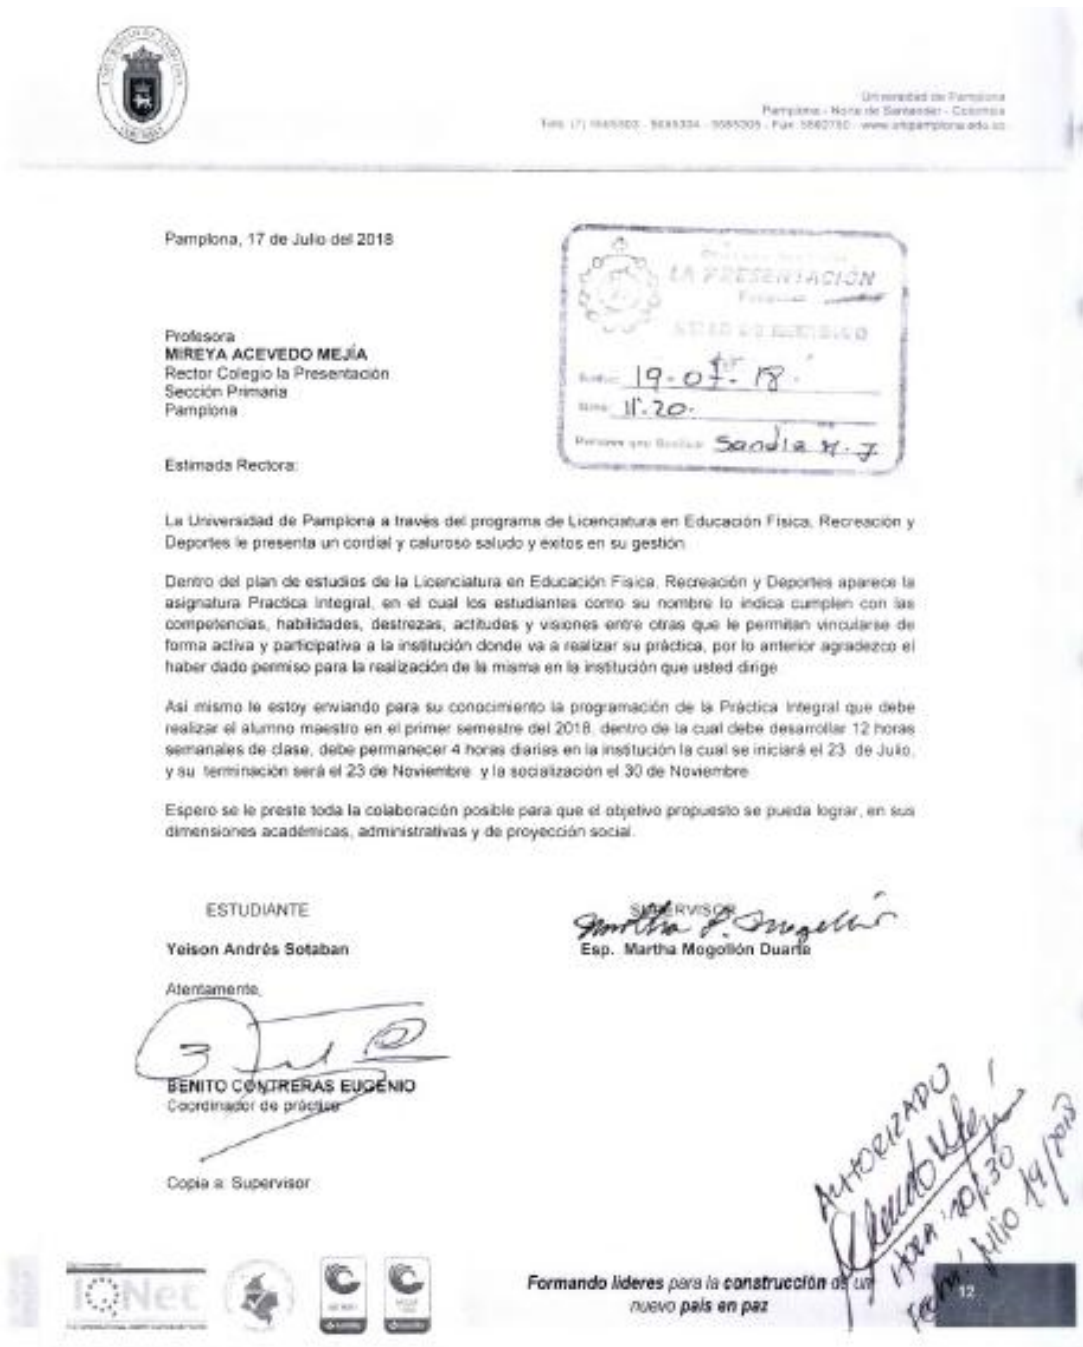 Universidad de Pamplona
Pamplona - Norte de Santander - Colombia
www.unipamplona.edu.co
Pamplona, 17 de Julio del 2018
LA PRESENTACIÓN
19-07-18.
11:20.
Sandra M. J
Profesora
MIREYA ACEVEDO MEJÍA
Rector Colegio la Presentación
Sección Primaria
Pamplona
Estimada Rectora:
La Universidad de Pamplona a través del programa de Licenciatura en Educación Física, Recreación y
Deportes le presenta un cordial y caluroso saludo y éxitos en su gestión.
Dentro del plan de estudios de la Licenciatura en Educación Física, Recreación y Deportes aparece la
asignatura Practica Integral, en el cual los estudiantes como su nombre lo indica cumplen con las
competencias, habilidades, destrezas, actitudes y visiones entre otras que le permitan vincularse de
forma activa y participativa a la institución donde va a realizar su práctica, por lo anterior agradezco el
haber dado permiso para la realización de la misma en la institución que usted dirige
Así mismo le estoy enviando para su conocimiento la programación de la Práctica Integral que debe
realizar el alumno maestro en el primer semestre del 2018, dentro de la cual debe desarrollar 12 horas
semanales de clase, debe permanecer 4 horas diarias en la institución la cual se iniciará el 23 de Julio,
y su terminación será el 23 de Noviembre y la socialización el 30 de Noviembre
Espero se le preste toda la colaboración posible para que el objetivo propuesto se pueda lograr, en sus
dimensiones académicas, administrativas y de proyección social.
ESTUDIANTE
SUPERVISOR
Yeison Andrés Sotaban
Esp. Martha Mogollón Duarte
Atentamente,
BENITO CONTRERAS EUGENIO
Coordinador de práctica
Copia a: Supervisor
AUTORIZADO
Hora: 10:30
Fecha: Julio 19/2018
IQNet
Formando líderes para la construcción de un
nuevo país en paz
12